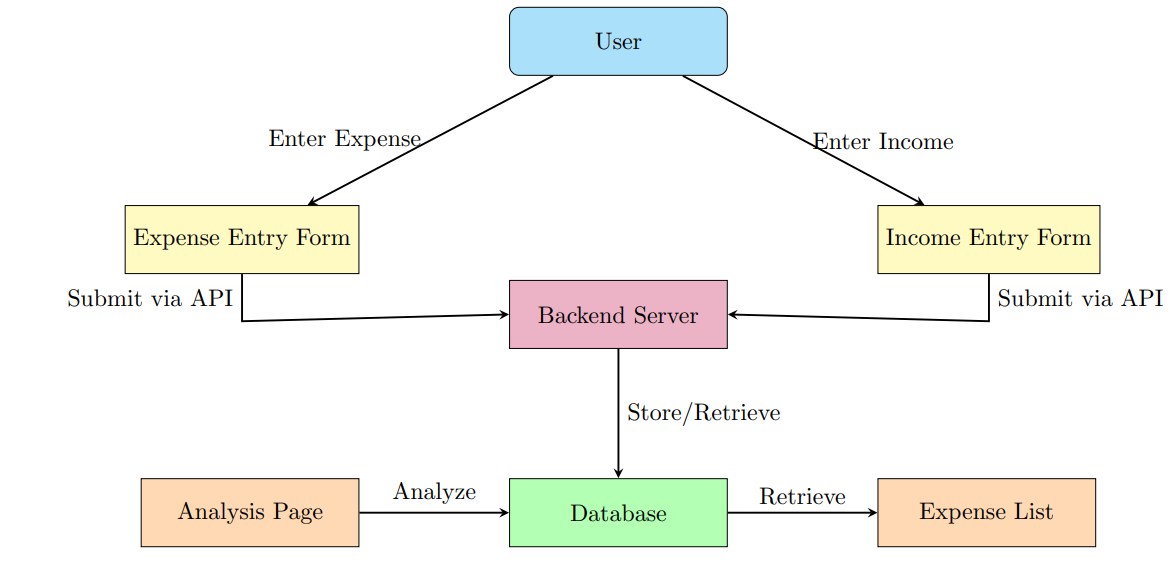 User
Enter Expense
Enter Income
Expense Entry Form
Income Entry Form
Submit via API
Submit via API
Backend Server
Store/Retrieve
Analysis Page
Analyze
Database
Retrieve
Expense List